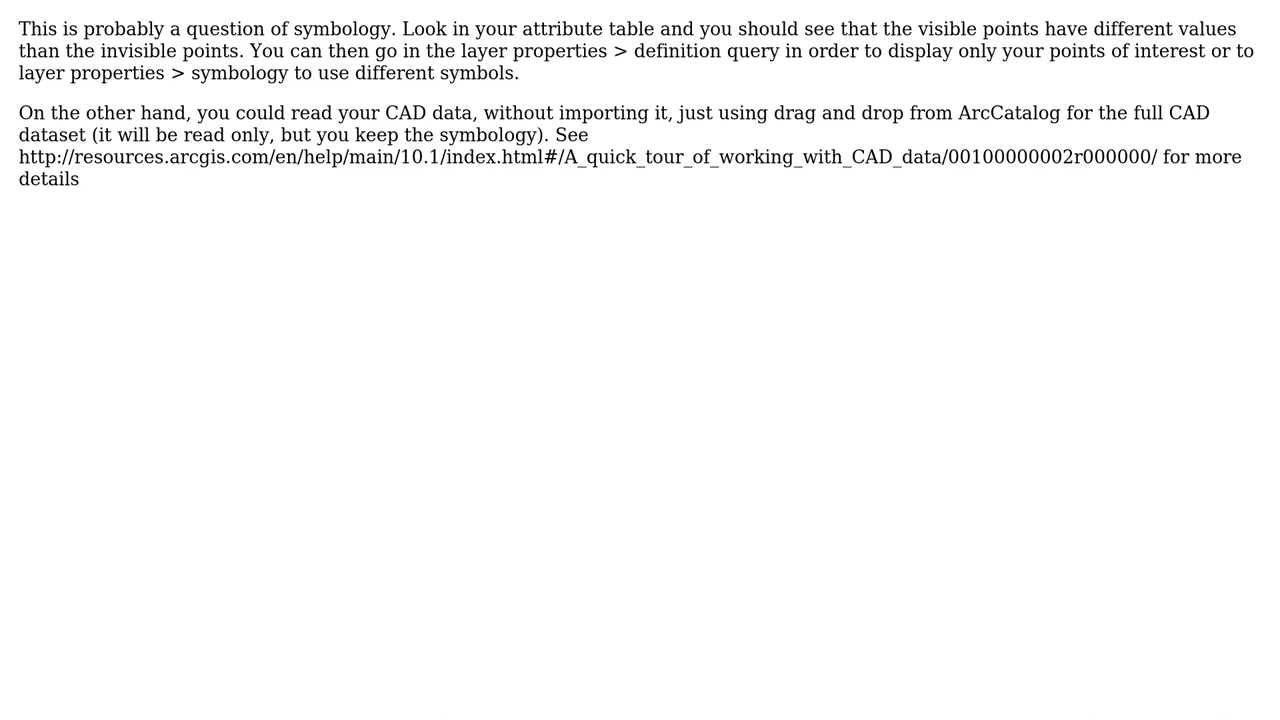 This is probably a question of symbology. Look in your attribute table and you should see that the visible points have different values
than the invisible points. You can then go in the layer properties > definition query in order to display only your points of interest or to
layer properties > symbology to use different symbols.
On the other hand, you could read your CAD data, without importing it, just using drag and drop from ArcCatalog for the full CAD
dataset (it will be read only, but you keep the symbology). See
http://resources.arcgis.com/en/help/main/10.1/index.html#/A_quick_tour_of_working_with_CAD_data/00100000002r000000/ for more
details